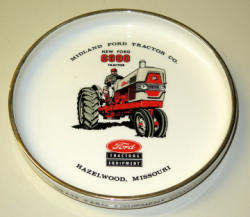 MIDLAND FORD TRACTOR CO.
NEW FORD
6000
TRACTOR
Ford
TRACTORS
EQUIPMENT
HAZELWOOD, MISSOURI